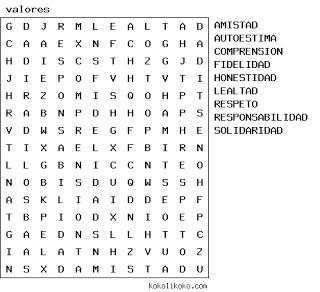 valores
G D J R M L E A L T A D
C A A E X N F C O G H A
H D I S C S T H Z G J D
J I E P O F V H T V T I
H R Z O M I S Q O H P T
R A B N P D H H O A P S
V D W S R E G F P M H E
T I X A E L X F B I R N
L L G B N I C C N T E O
N O B I S D U Q W S S H
A S K L I A I D D E P F
T B P I O D X N I O E P
G A E D N S L L H T T C
I A L A T N H Z V U O Z
N S X D A M I S T A D U
AMISTAD
AUTOESTIMA
COMPRENSION
FIDELIDAD
HONESTIDAD
LEALTAD
RESPETO
RESPONSABILIDAD
SOLIDARIDAD
kokolikoko.com